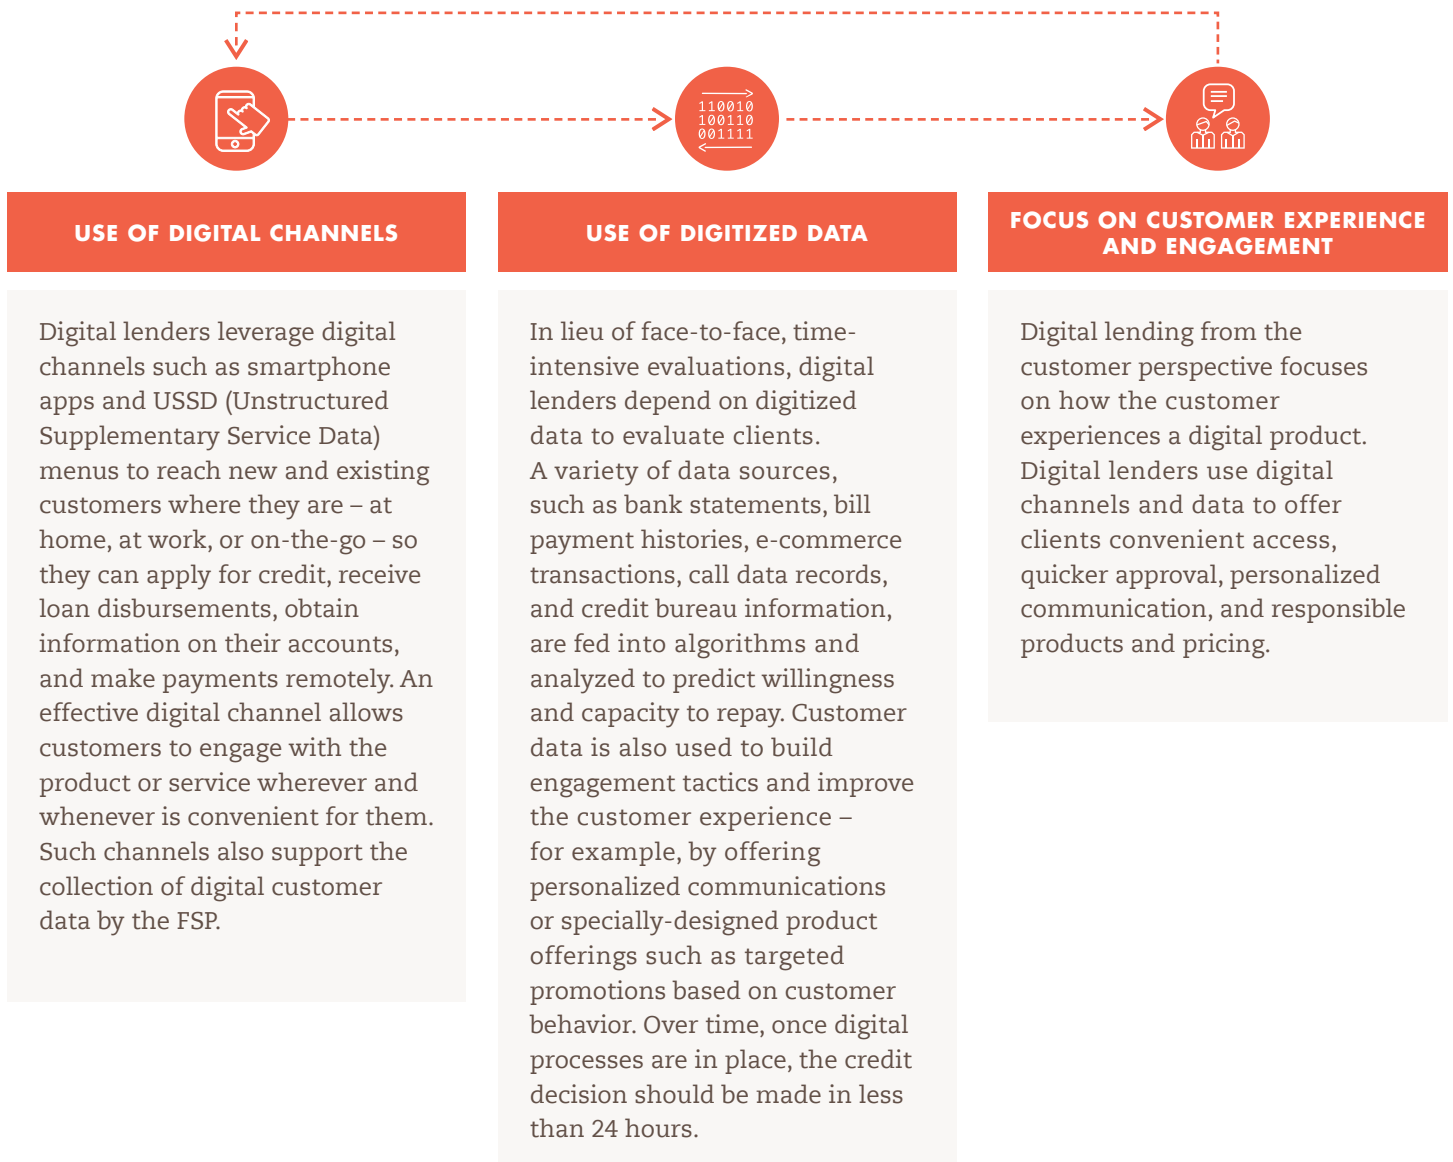 110010
100110
001111
USE OF DIGITAL CHANNELS
Digital lenders leverage digital
channels such as smartphone
apps and USSD (Unstructured
Supplementary Service Data)
menus to reach new and existing
customers where they are – at
home, at work, or on-the-go – so
they can apply for credit, receive
loan disbursements, obtain
information on their accounts,
and make payments remotely. An
effective digital channel allows
customers to engage with the
product or service wherever and
whenever is convenient for them.
Such channels also support the
collection of digital customer
data by the FSP.
USE OF DIGITIZED DATA
In lieu of face-to-face, time-
intensive evaluations, digital
lenders depend on digitized
data to evaluate clients.
A variety of data sources,
such as bank statements, bill
payment histories, e-commerce
transactions, call data records,
and credit bureau information,
are fed into algorithms and
analyzed to predict willingness
and capacity to repay. Customer
data is also used to build
engagement tactics and improve
the customer experience –
for example, by offering
personalized communications
or specially-designed product
offerings such as targeted
promotions based on customer
behavior. Over time, once digital
processes are in place, the credit
decision should be made in less
than 24 hours.
FOCUS ON CUSTOMER EXPERIENCE
AND ENGAGEMENT
Digital lending from the
customer perspective focuses
on how the customer
experiences a digital product.
Digital lenders use digital
channels and data to offer
clients convenient access,
quicker approval, personalized
communication, and responsible
products and pricing.